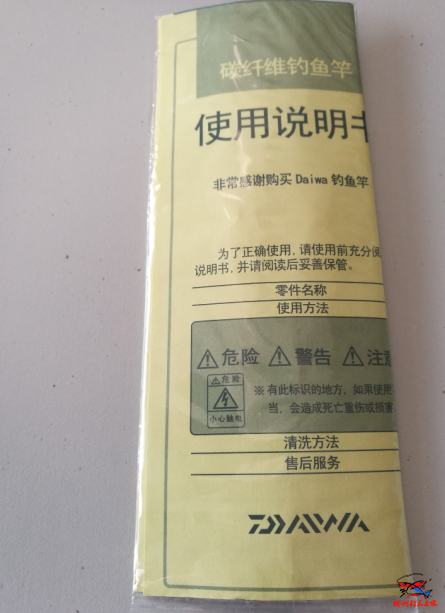 碳纤维钓鱼竿
使用说明
非常感谢购买 Daiwa 钓鱼竿
为了正确使用，请使用前充分
说明书，并请阅读后妥善保管。
零件名称
使用方法
危险 警告 注意
危险
小心触电
※ 有此标识的地方，如果使用
当，会造成死亡重伤或损害
清洗方法
售后服务
DAIWA